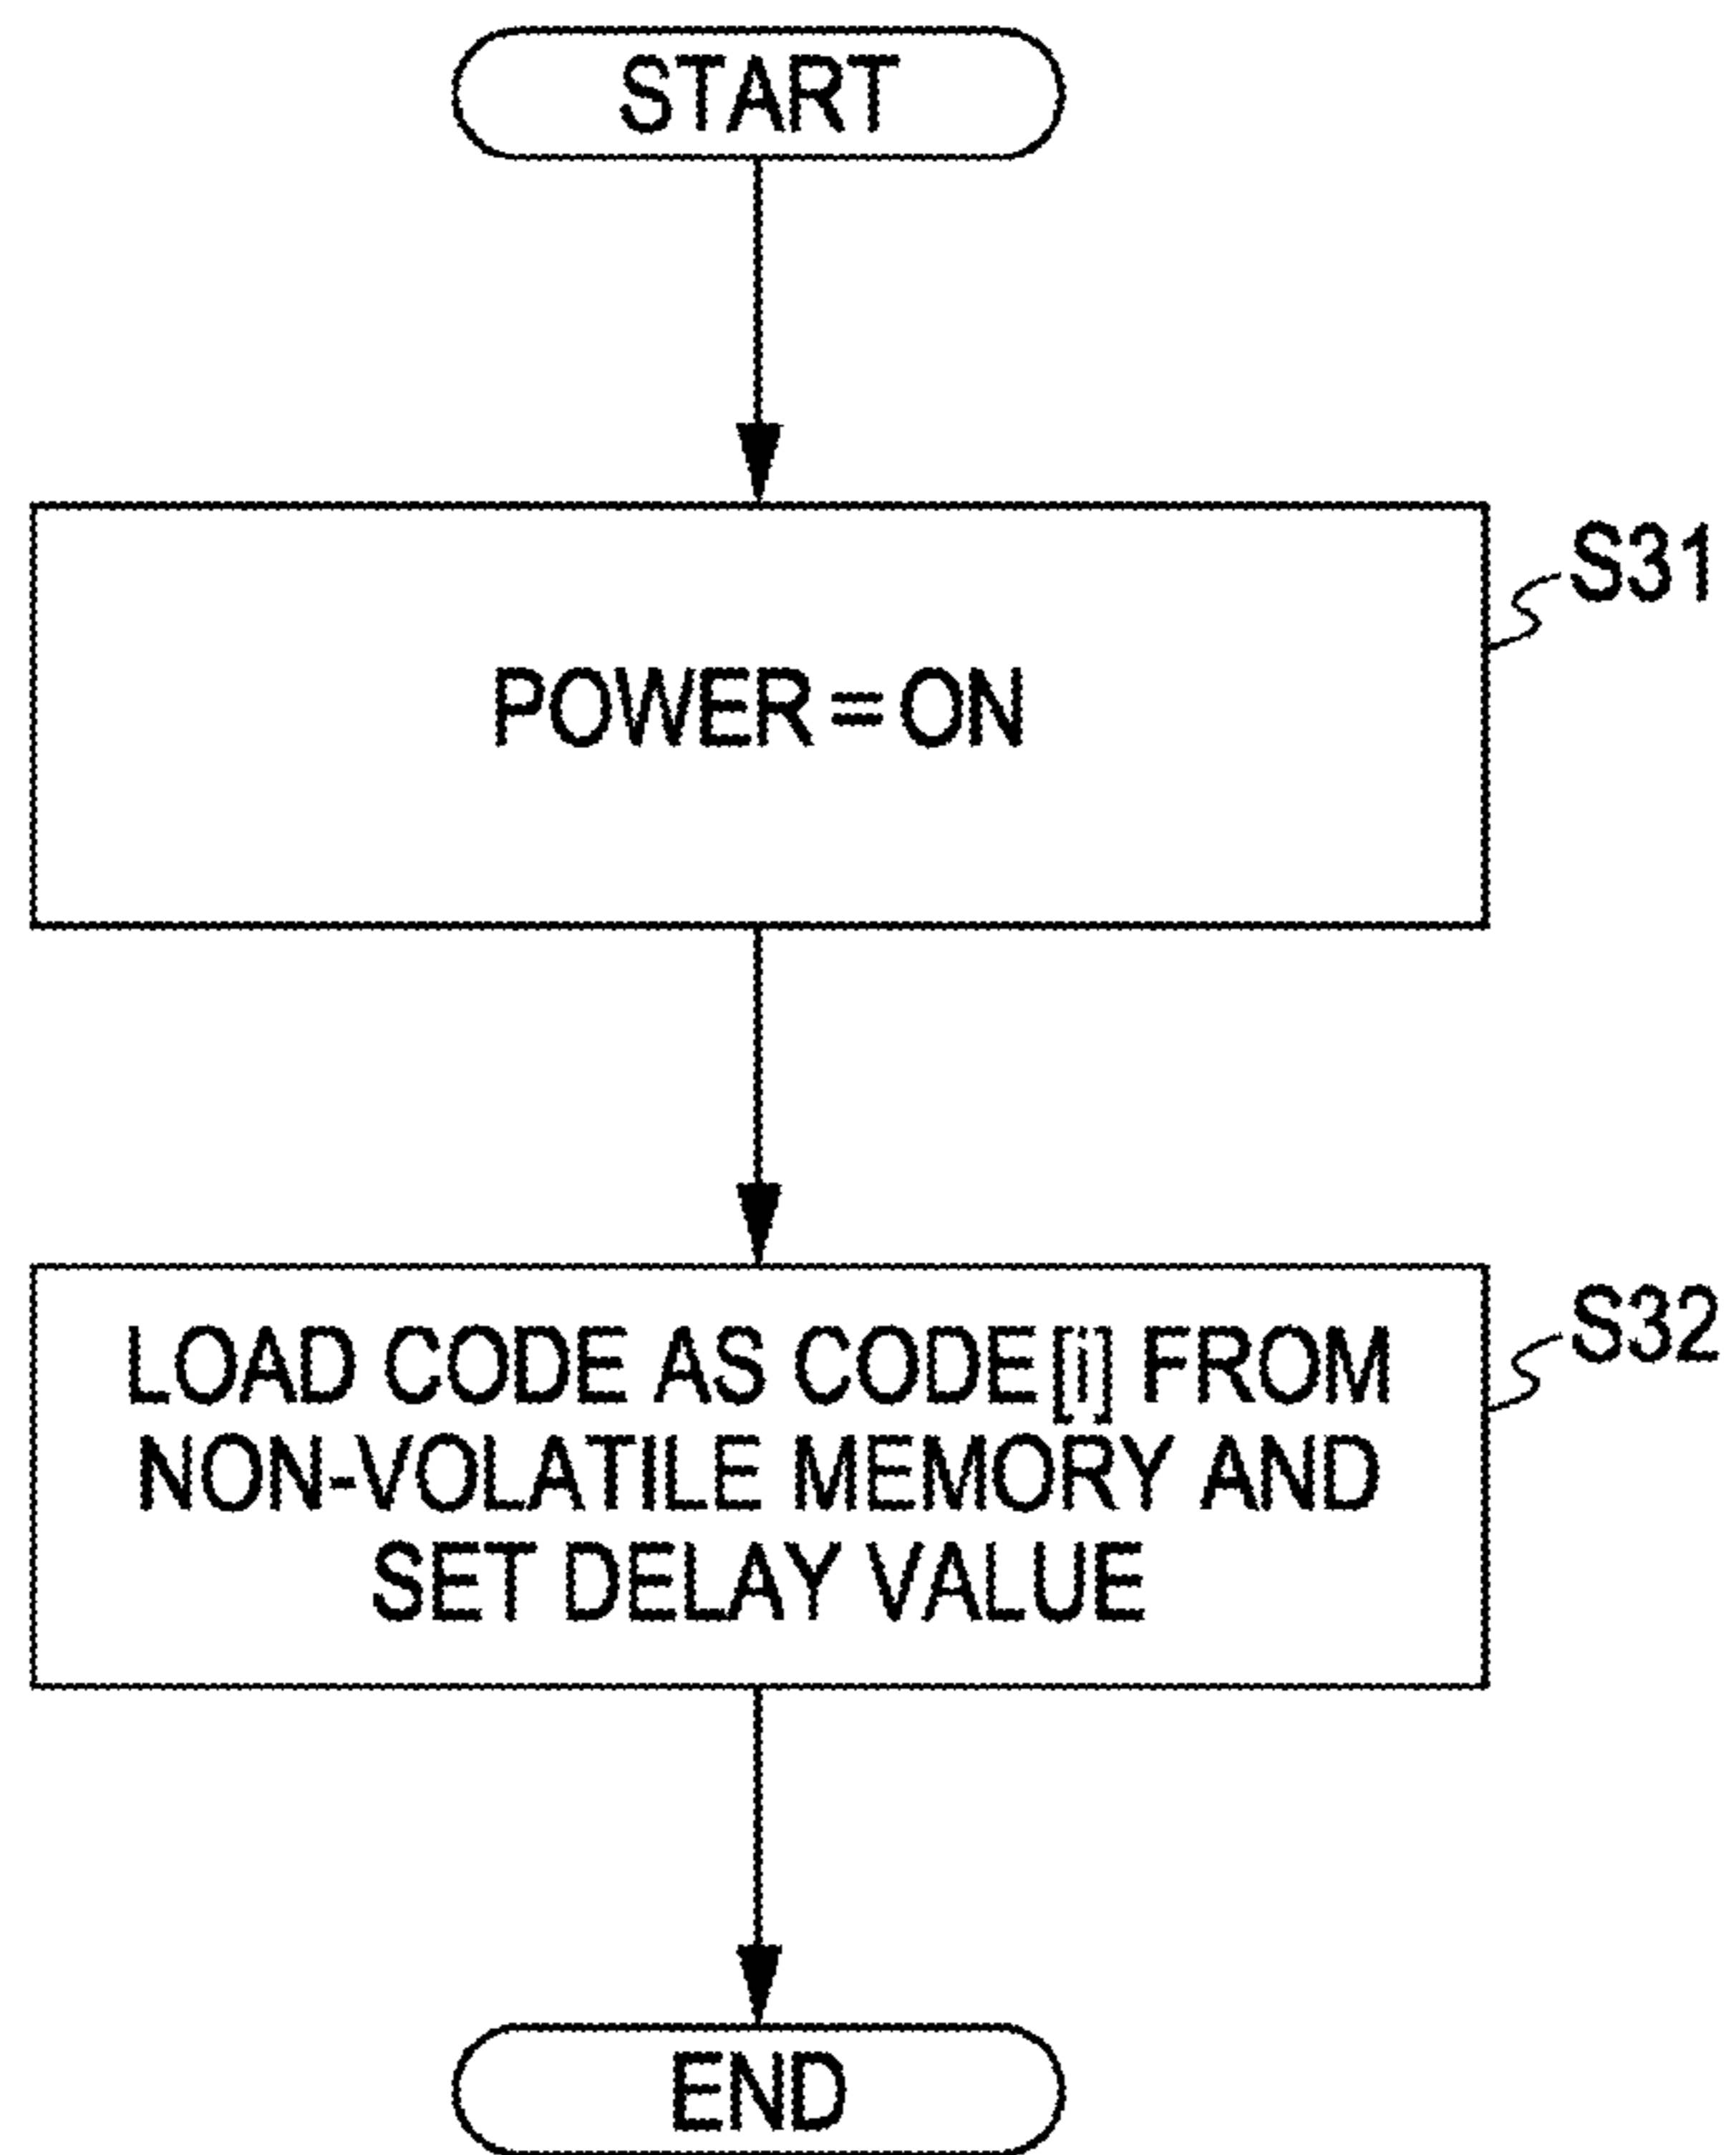 START
POWER=ON
S31
LOAD CODE AS CODE[i] FROM
NON-VOLATILE MEMORY AND
SET DELAY VALUE
S32
END